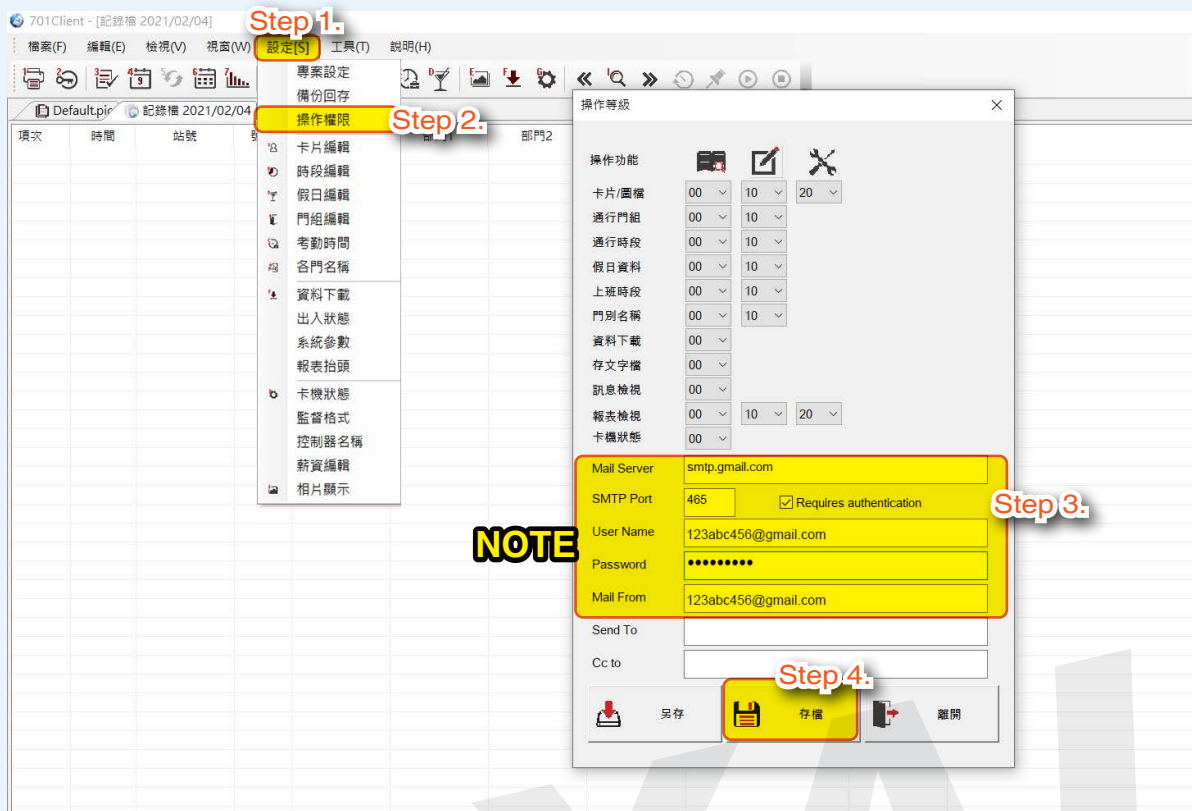 701Client - [記錄檔 2021/02/04]
Step 1.
檔案(F) 編輯(E) 檢視(V) 視窗(W) 設定[S] 工具(T) 說明(H)
Default.pic 記錄檔 2021/02/04
項次 時間 站號 部門2
專案設定
備份回存
操作權限
Step 2.
卡片編輯
時段編輯
假日編輯
門組編輯
考勤時間
各門名稱
資料下載
出入狀態
系統參數
報表抬頭
卡機狀態
監督格式
控制器名稱
薪資編輯
相片顯示
操作等級
操作功能
卡片/圖檔 00 10 20
通行門組 00 10
通行時段 00 10
假日資料 00 10
上班時段 00 10
門別名稱 00 10
資料下載 00
存文字檔 00
訊息檢視 00
報表檢視 00 10 20
卡機狀態 00
Mail Server smtp.gmail.com
SMTP Port 465 Requires authentication
Step 3.
NOTE
User Name 123abc456@gmail.com
Password •••••••••
Mail From 123abc456@gmail.com
Send To
Cc to
Step 4.
另存 存檔 離開